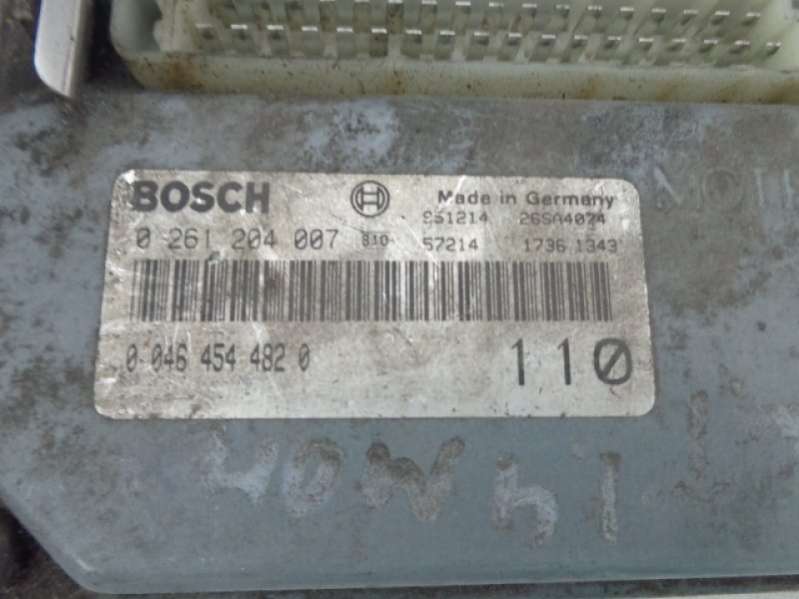 BOSCH Made in Germany
951214 26SA4074
0 261 204 007 810- 57214 1736 1343
0 046 454 482 0 110